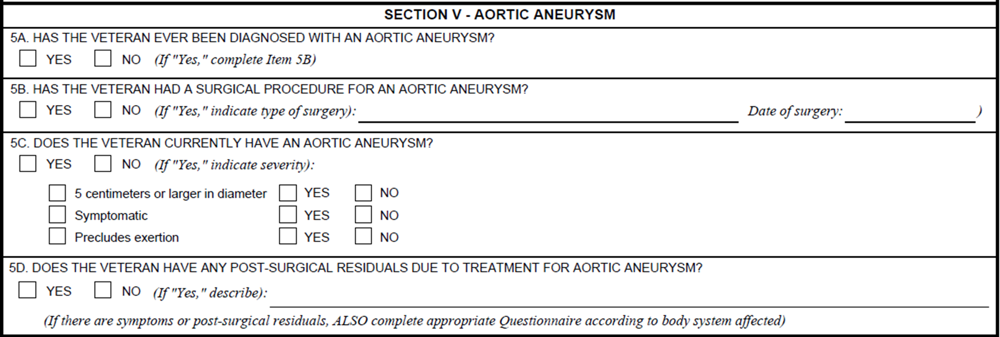 SECTION V - AORTIC ANEURYSM
5A. HAS THE VETERAN EVER BEEN DIAGNOSED WITH AN AORTIC ANEURYSM?
YES NO (If "Yes," complete Item 5B)
5B. HAS THE VETERAN HAD A SURGICAL PROCEDURE FOR AN AORTIC ANEURYSM?
YES NO (If "Yes," indicate type of surgery): Date of surgery: )
5C. DOES THE VETERAN CURRENTLY HAVE AN AORTIC ANEURYSM?
YES NO (If "Yes," indicate severity):
5 centimeters or larger in diameter YES NO
Symptomatic YES NO
Precludes exertion YES NO
5D. DOES THE VETERAN HAVE ANY POST-SURGICAL RESIDUALS DUE TO TREATMENT FOR AORTIC ANEURYSM?
YES NO (If "Yes," describe):
(If there are symptoms or post-surgical residuals, ALSO complete appropriate Questionnaire according to body system affected)